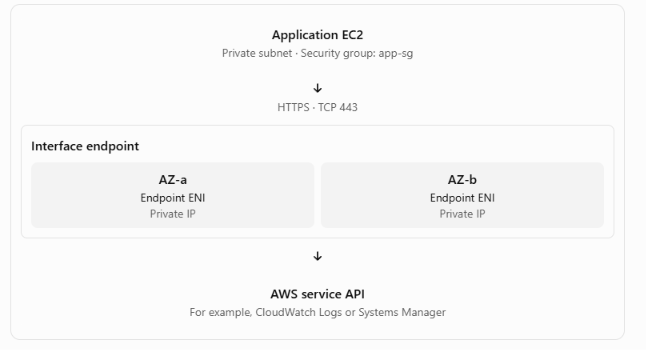 Application EC2
Private subnet · Security group: app-sg
↓
HTTPS · TCP 443
Interface endpoint
AZ-a
Endpoint ENI
Private IP
AZ-b
Endpoint ENI
Private IP
↓
AWS service API
For example, CloudWatch Logs or Systems Manager